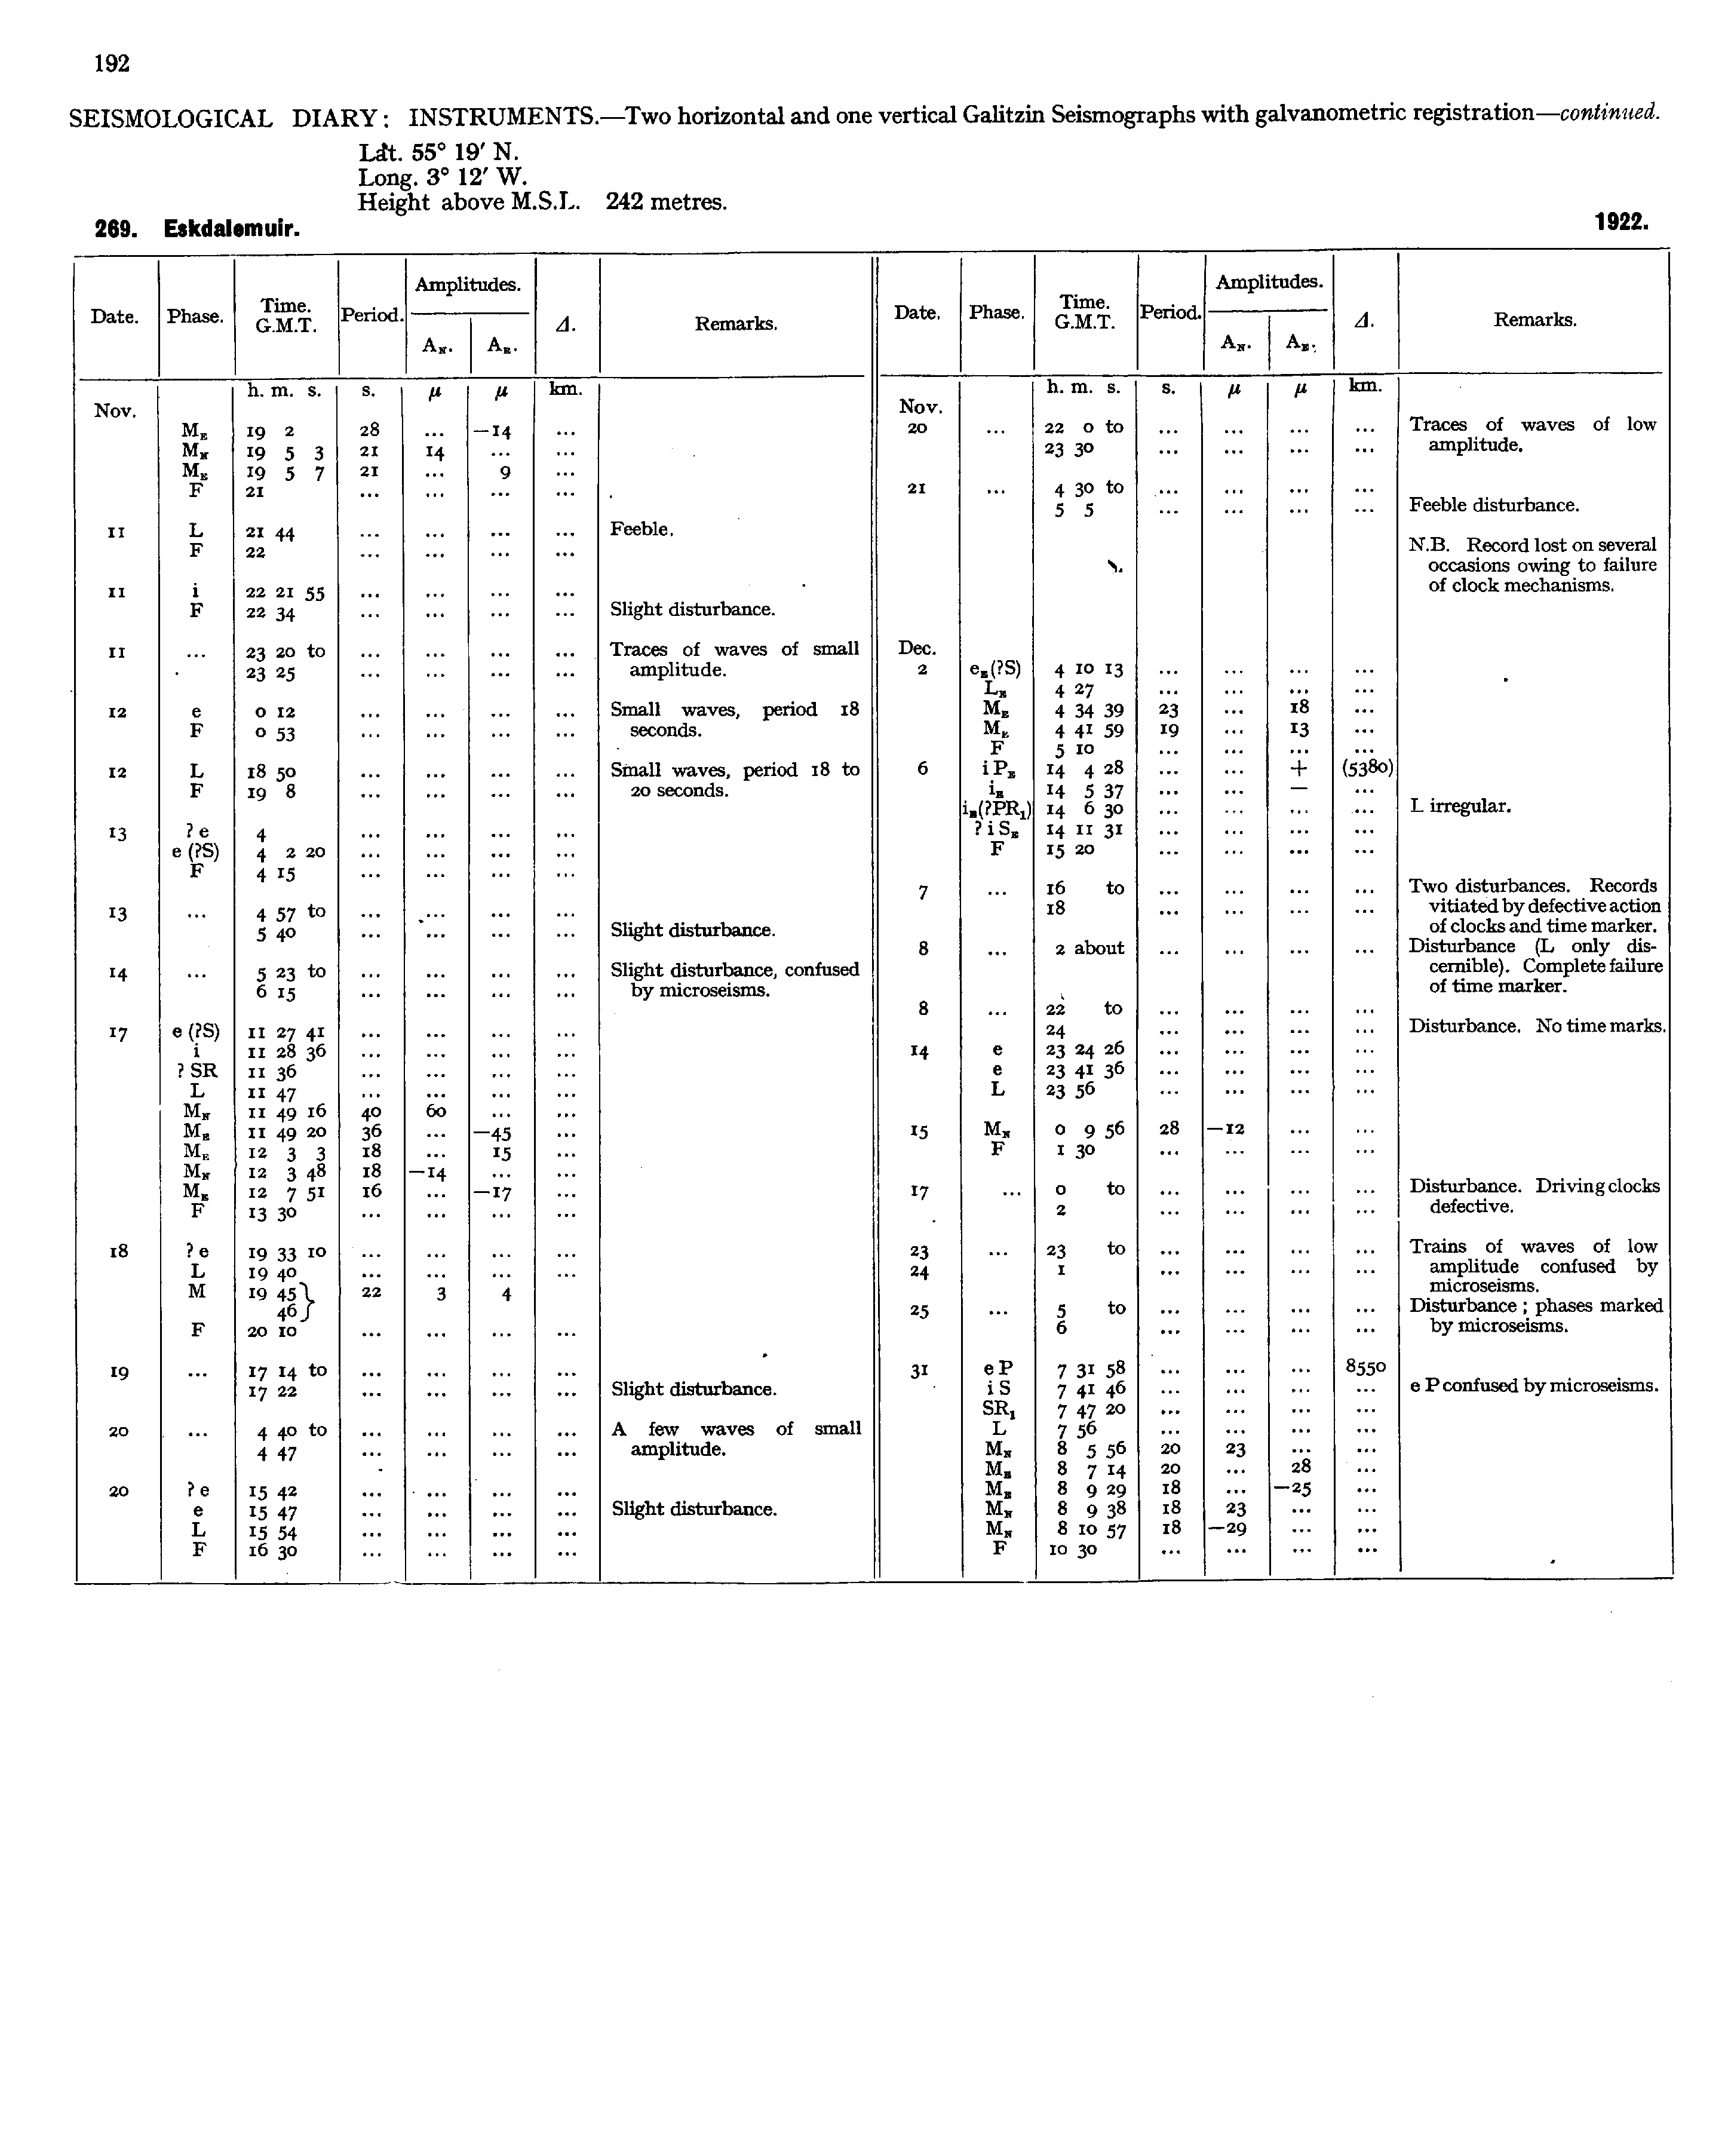 192
SEISMOLOGICAL DIARY: INSTRUMENTS.—Two horizontal and one vertical Galitzin Seismographs with galvanometric registration—continued.
Lat. 55° 19′ N.
Long. 3° 12′ W.
Height above M.S.L. 242 metres.
269. Eskdalemuir.
1922.
Date. Phase. Time. G.M.T. Period. Amplitudes. A_N. A_E. Δ. Remarks.
h. m. s. s. μ μ km.
Nov.
M_E 19 2 28 ... —14 ...
M_N 19 5 3 21 14 ... ...
M_E 19 5 7 21 ... 9 ...
F 21 ... ... ... ...
11 L 21 44 ... ... ... ... Feeble.
F 22 ... ... ... ...
11 i 22 21 55 ... ... ... ...
F 22 34 ... ... ... ... Slight disturbance.
11 ... 23 20 to ... ... ... ... Traces of waves of small
23 25 ... ... ... ... amplitude.
12 e 0 12 ... ... ... ... Small waves, period 18
F 0 53 ... ... ... ... seconds.
12 L 18 50 ... ... ... ... Small waves, period 18 to
F 19 8 ... ... ... ... 20 seconds.
13 ? e 4 ... ... ... ...
e (?S) 4 2 20 ... ... ... ...
F 4 15 ... ... ... ...
13 ... 4 57 to ... ... ... ...
5 40 ... ... ... ... Slight disturbance.
14 ... 5 23 to ... ... ... ... Slight disturbance, confused
6 15 ... ... ... ... by microseisms.
17 e (?S) 11 27 41 ... ... ... ...
i 11 28 36 ... ... ... ...
? SR 11 36 ... ... ... ...
L 11 47 ... ... ... ...
M_N 11 49 16 40 60 ... ...
M_E 11 49 20 36 ... —45 ...
M_E 12 3 3 18 ... 15 ...
M_N 12 3 48 18 —14 ... ...
M_E 12 7 51 16 ... —17 ...
F 13 30 ... ... ... ...
18 ? e 19 33 10 ... ... ... ...
L 19 40 ... ... ... ...
M 19 45} 22 3 4
46}
F 20 10 ... ... ... ...
19 ... 17 14 to ... ... ... ...
17 22 ... ... ... ... Slight disturbance.
20 ... 4 40 to ... ... ... ... A few waves of small
4 47 ... ... ... ... amplitude.
20 ? e 15 42 ... ... ... ...
e 15 47 ... ... ... ... Slight disturbance.
L 15 54 ... ... ... ...
F 16 30 ... ... ... ...
Date. Phase. Time. G.M.T. Period. Amplitudes. A_N. A_E. Δ. Remarks.
h. m. s. s. μ μ km.
Nov.
20 ... 22 0 to ... ... ... ... Traces of waves of low
23 30 ... ... ... ... amplitude.
21 ... 4 30 to ... ... ... ...
5 5 ... ... ... ... Feeble disturbance.
N.B. Record lost on several
occasions owing to failure
of clock mechanisms.
Dec.
2 e_E(?S) 4 10 13 ... ... ... ...
L_E 4 27 ... ... ... ...
M_E 4 34 39 23 ... 18 ...
M_E 4 41 59 19 ... 13 ...
F 5 10 ... ... ... ...
6 i P_E 14 4 28 ... ... + (5380)
i_E 14 5 37 ... ... — ...
i_E(?PR₁) 14 6 30 ... ... ... ... L irregular.
? i S_E 14 11 31 ... ... ... ...
F 15 20 ... ... ... ...
7 ... 16 to ... ... ... ... Two disturbances. Records
18 ... ... ... ... vitiated by defective action
of clocks and time marker.
8 ... 2 about ... ... ... ... Disturbance (L only dis-
cernible). Complete failure
of time marker.
8 ... 22 to ... ... ... ...
24 ... ... ... ... Disturbance. No time marks.
14 e 23 24 26 ... ... ... ...
e 23 41 36 ... ... ... ...
L 23 56 ... ... ... ...
15 M_N 0 9 56 28 —12 ... ...
F 1 30 ... ... ... ...
17 ... 0 to ... ... ... ... Disturbance. Driving clocks
2 ... ... ... ... defective.
23 ... 23 to ... ... ... ... Trains of waves of low
24 1 ... ... ... ... amplitude confused by
microseisms.
25 ... 5 to ... ... ... ... Disturbance; phases marked
6 ... ... ... ... by microseisms.
31 e P 7 31 58 ... ... ... 8550
i S 7 41 46 ... ... ... ... e P confused by microseisms.
SR₁ 7 47 20 ... ... ... ...
L 7 56 ... ... ... ...
M_N 8 5 56 20 23 ... ...
M_E 8 7 14 20 ... 28 ...
M_E 8 9 29 18 ... —25 ...
M_N 8 9 38 18 23 ... ...
M_N 8 10 57 18 —29 ... ...
F 10 30 ... ... ... ...